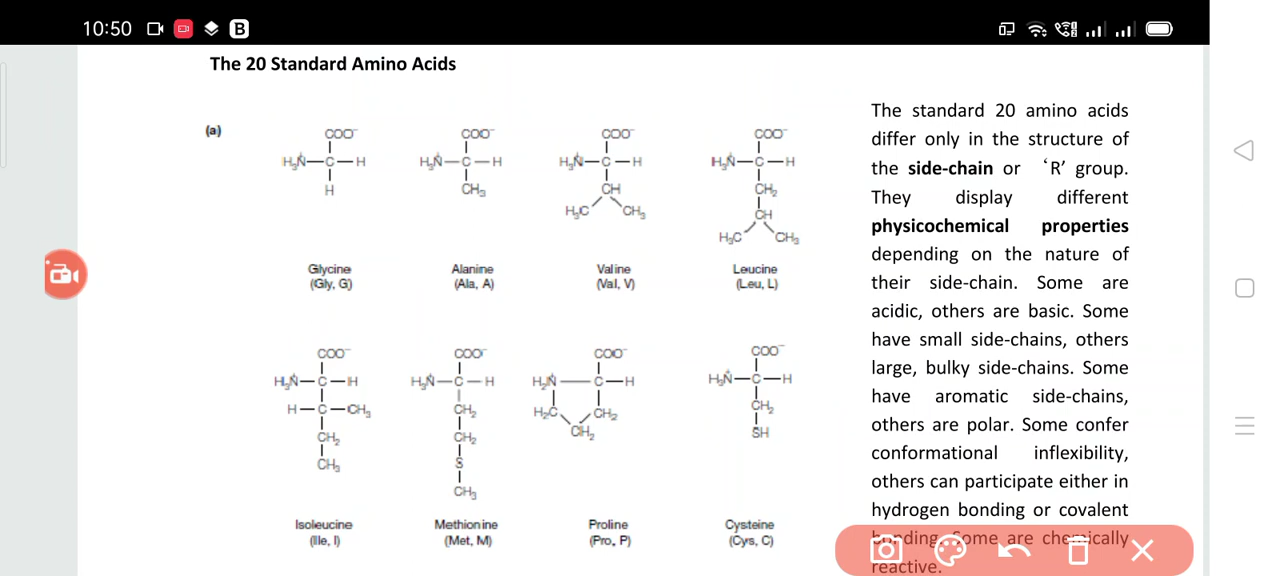 10:50
B
The 20 Standard Amino Acids
(a)
COO⁻ COO⁻ COO⁻ COO⁻
H₃N⁺—C—H H₃N⁺—C—H H₃N⁺—C—H H₃N⁺—C—H
H CH₃ CH CH₂
H₃C CH₃ CH
H₃C CH₃
Glycine Alanine Valine Leucine
(Gly, G) (Ala, A) (Val, V) (Leu, L)
COO⁻ COO⁻ COO⁻ COO⁻
H₃N⁺—C—H H₃N⁺—C—H H₂N⁺—C—H H₃N⁺—C—H
H—C—CH₃ CH₂ H₂C CH₂ CH₂
CH₂ CH₂ CH₂ SH
CH₃ S
CH₃
Isoleucine Methionine Proline Cysteine
(Ile, I) (Met, M) (Pro, P) (Cys, C)
The standard 20 amino acids
differ only in the structure of
the side-chain or ‘R’ group.
They display different
physicochemical properties
depending on the nature of
their side-chain. Some are
acidic, others are basic. Some
have small side-chains, others
large, bulky side-chains. Some
have aromatic side-chains,
others are polar. Some confer
conformational inflexibility,
others can participate either in
hydrogen bonding or covalent
bonding. Some are chemically
reactive.